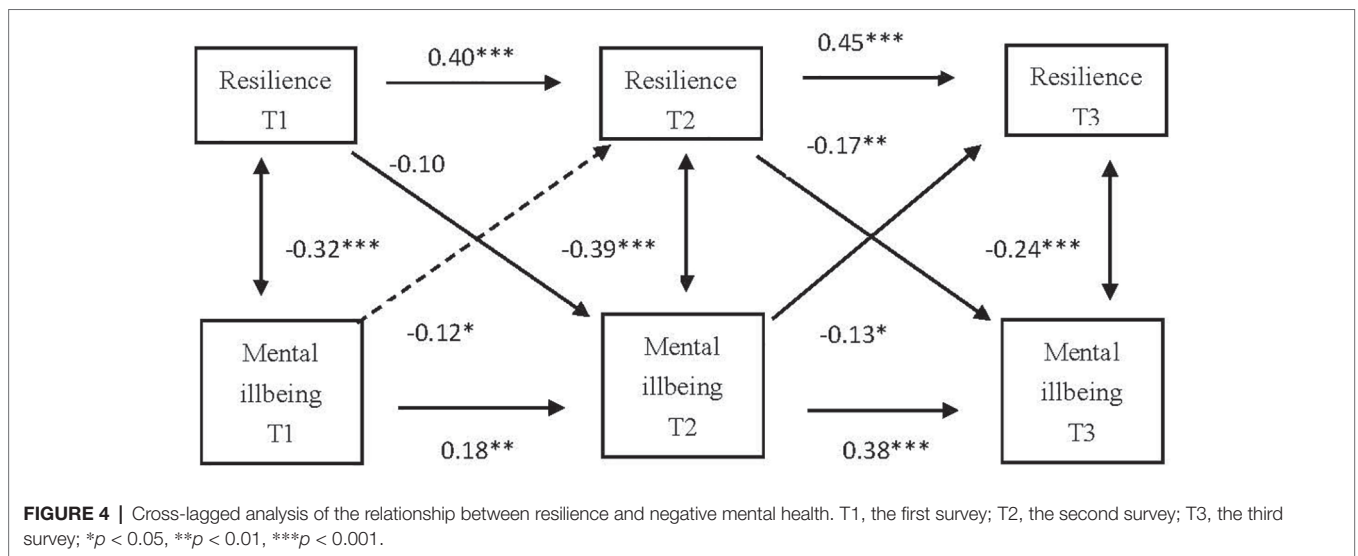 0.40***
0.45***
Resilience
T1
Resilience
T2
Resilience
T3
-0.10
-0.17**
-0.32***
-0.39***
-0.24***
-0.12*
-0.13*
Mental
illbeing
T1
Mental
illbeing
T2
Mental
illbeing
T3
0.18**
0.38***
FIGURE 4 | Cross-lagged analysis of the relationship between resilience and negative mental health. T1, the first survey; T2, the second survey; T3, the third
survey; *p < 0.05, **p < 0.01, ***p < 0.001.